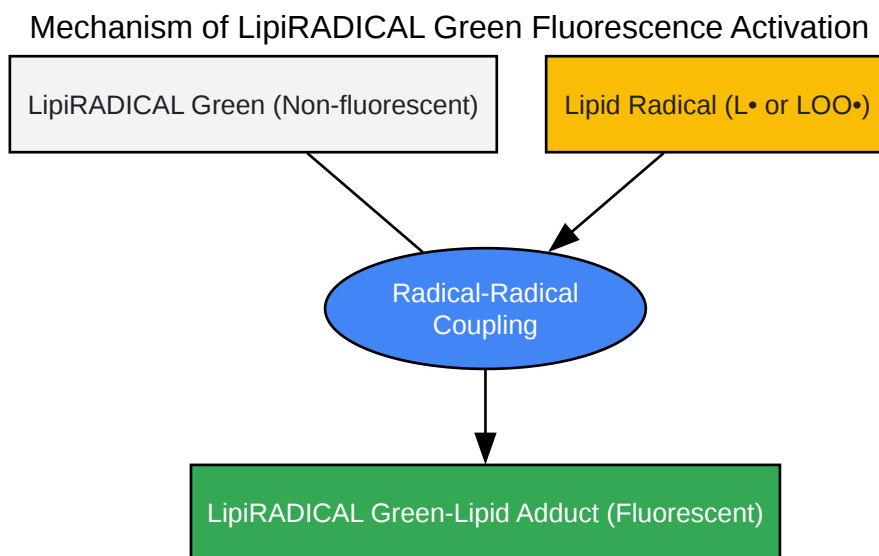 Mechanism of LipiRADICAL Green Fluorescence Activation
LipiRADICAL Green (Non-fluorescent)
Lipid Radical (L• or LOO•)
Radical-Radical
Coupling
LipiRADICAL Green-Lipid Adduct (Fluorescent)